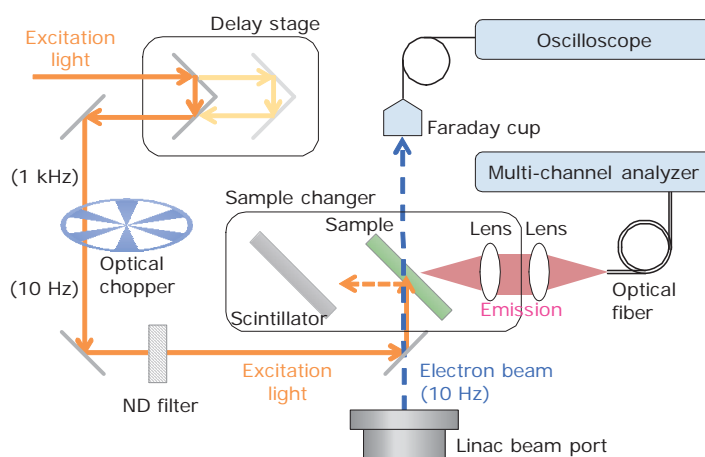 Excitation
light
Delay stage
Oscilloscope
Faraday cup
Multi-channel analyzer
(1 kHz)
Sample changer
Sample
Lens
Lens
Optical
chopper
(10 Hz)
Scintillator
Emission
Optical
fiber
ND filter
Excitation
light
Electron beam
(10 Hz)
Linac beam port